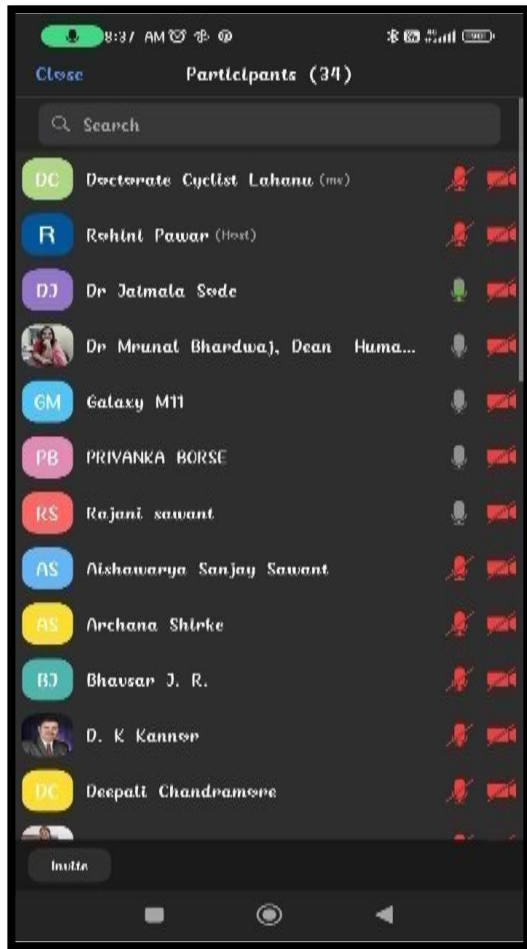 8:37 AM
Close Participants (34)
Search
DC Doctorate Cyclist Lahanu (me)
R Rohini Pawar (Host)
DJ Dr Jaimala Sode
Dr Mrunal Bhardwaj, Dean Huma...
GM Galaxy M11
PB PRIYANKA BORSE
RS Rajani sawant
AS Aishawarya Sanjay Sawant
AS Archana Shirke
BJ Bhavsar J. R.
D. K Kannor
DC Deepali Chandramore
Invite